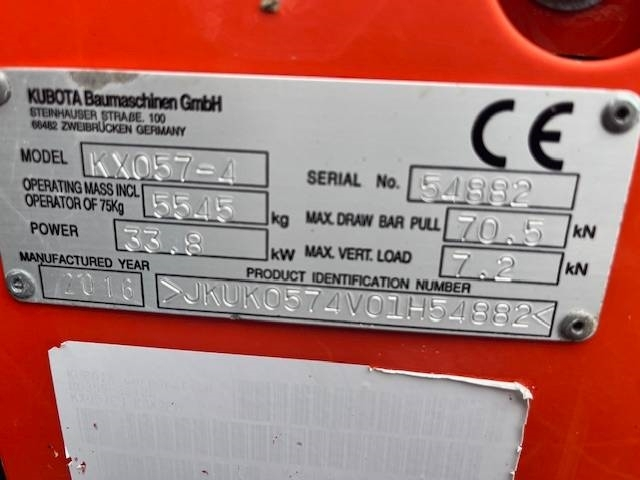 KUBOTA Baumaschinen GmbH
STEINHAUSER STRAßE. 100
66482 ZWEIBRÜCKEN GERMANY
CE
MODEL KX057-4
SERIAL No. 54882
OPERATING MASS INCL
OPERATOR OF 75Kg 5545 kg
MAX. DRAW BAR PULL 70.5 kN
POWER 33.8 kW
MAX. VERT. LOAD 7.2 kN
MANUFACTURED YEAR
2016
PRODUCT IDENTIFICATION NUMBER
>JKUK0574V01H54882<